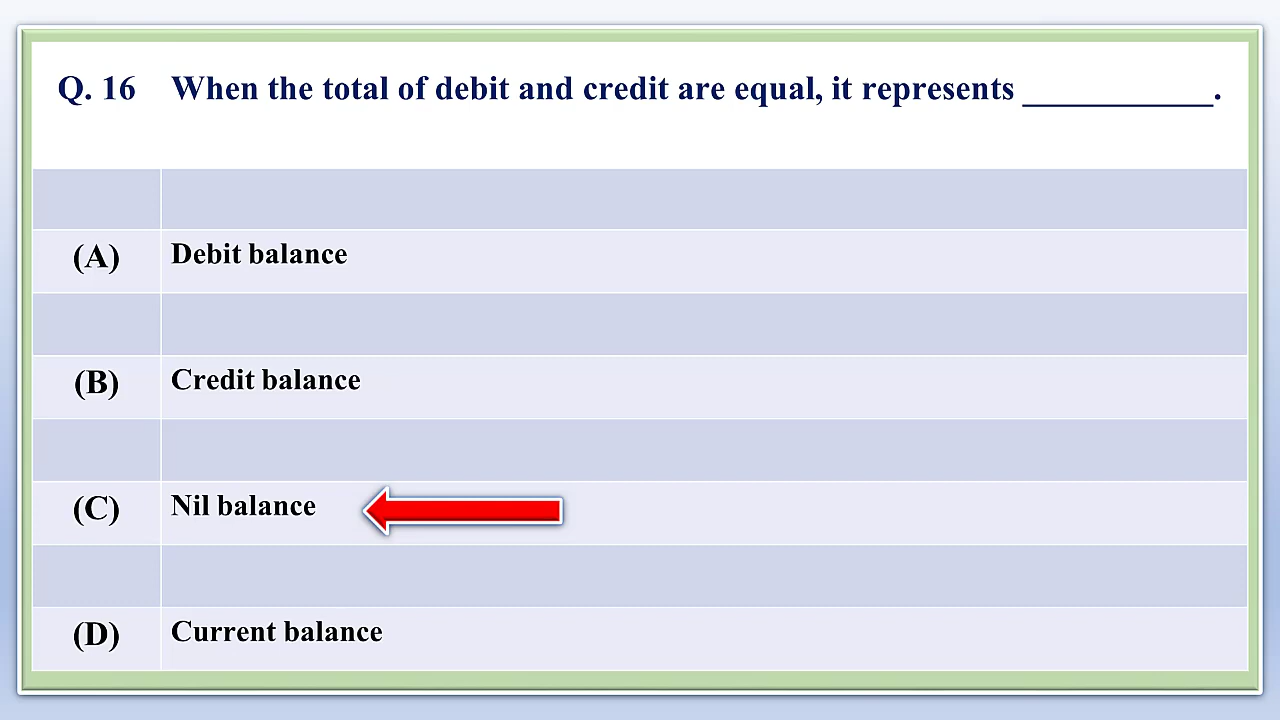 Q. 16 When the total of debit and credit are equal, it represents ____________.
(A) Debit balance
(B) Credit balance
(C) Nil balance
(D) Current balance